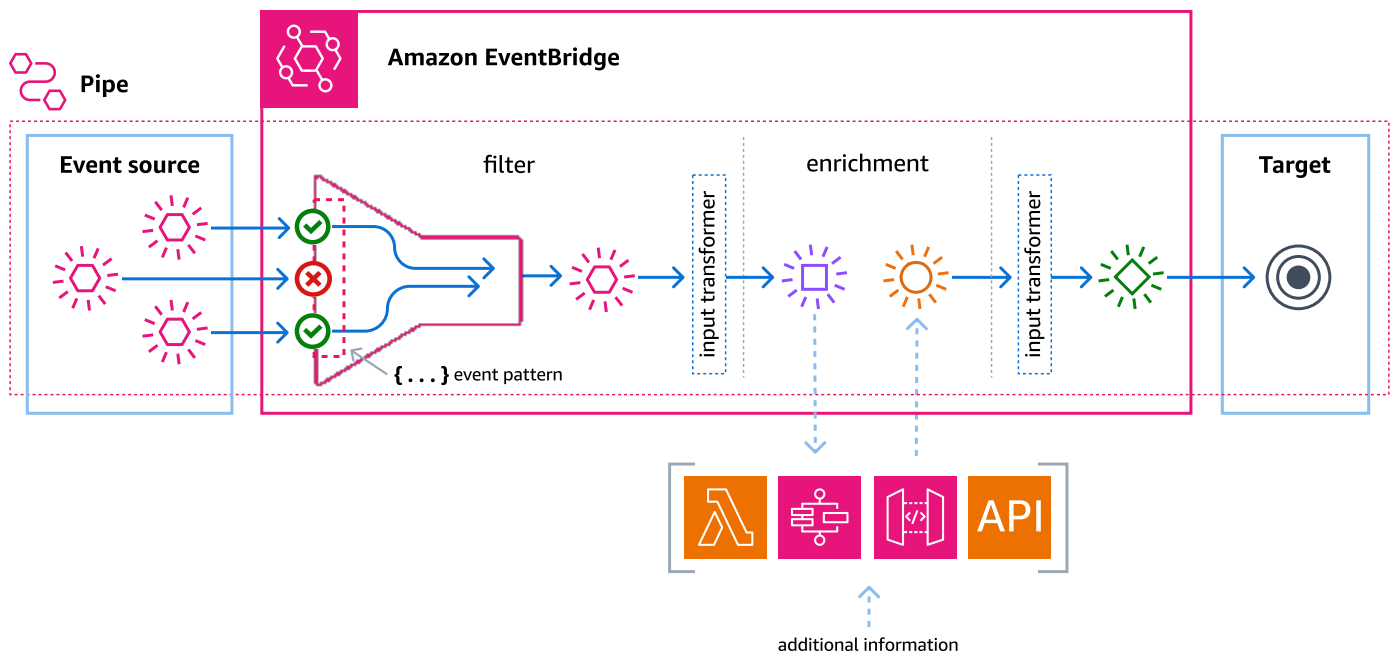 Amazon EventBridge
Pipe
Event source
filter
input transformer
enrichment
input transformer
Target
{...} event pattern
</>
API
additional information